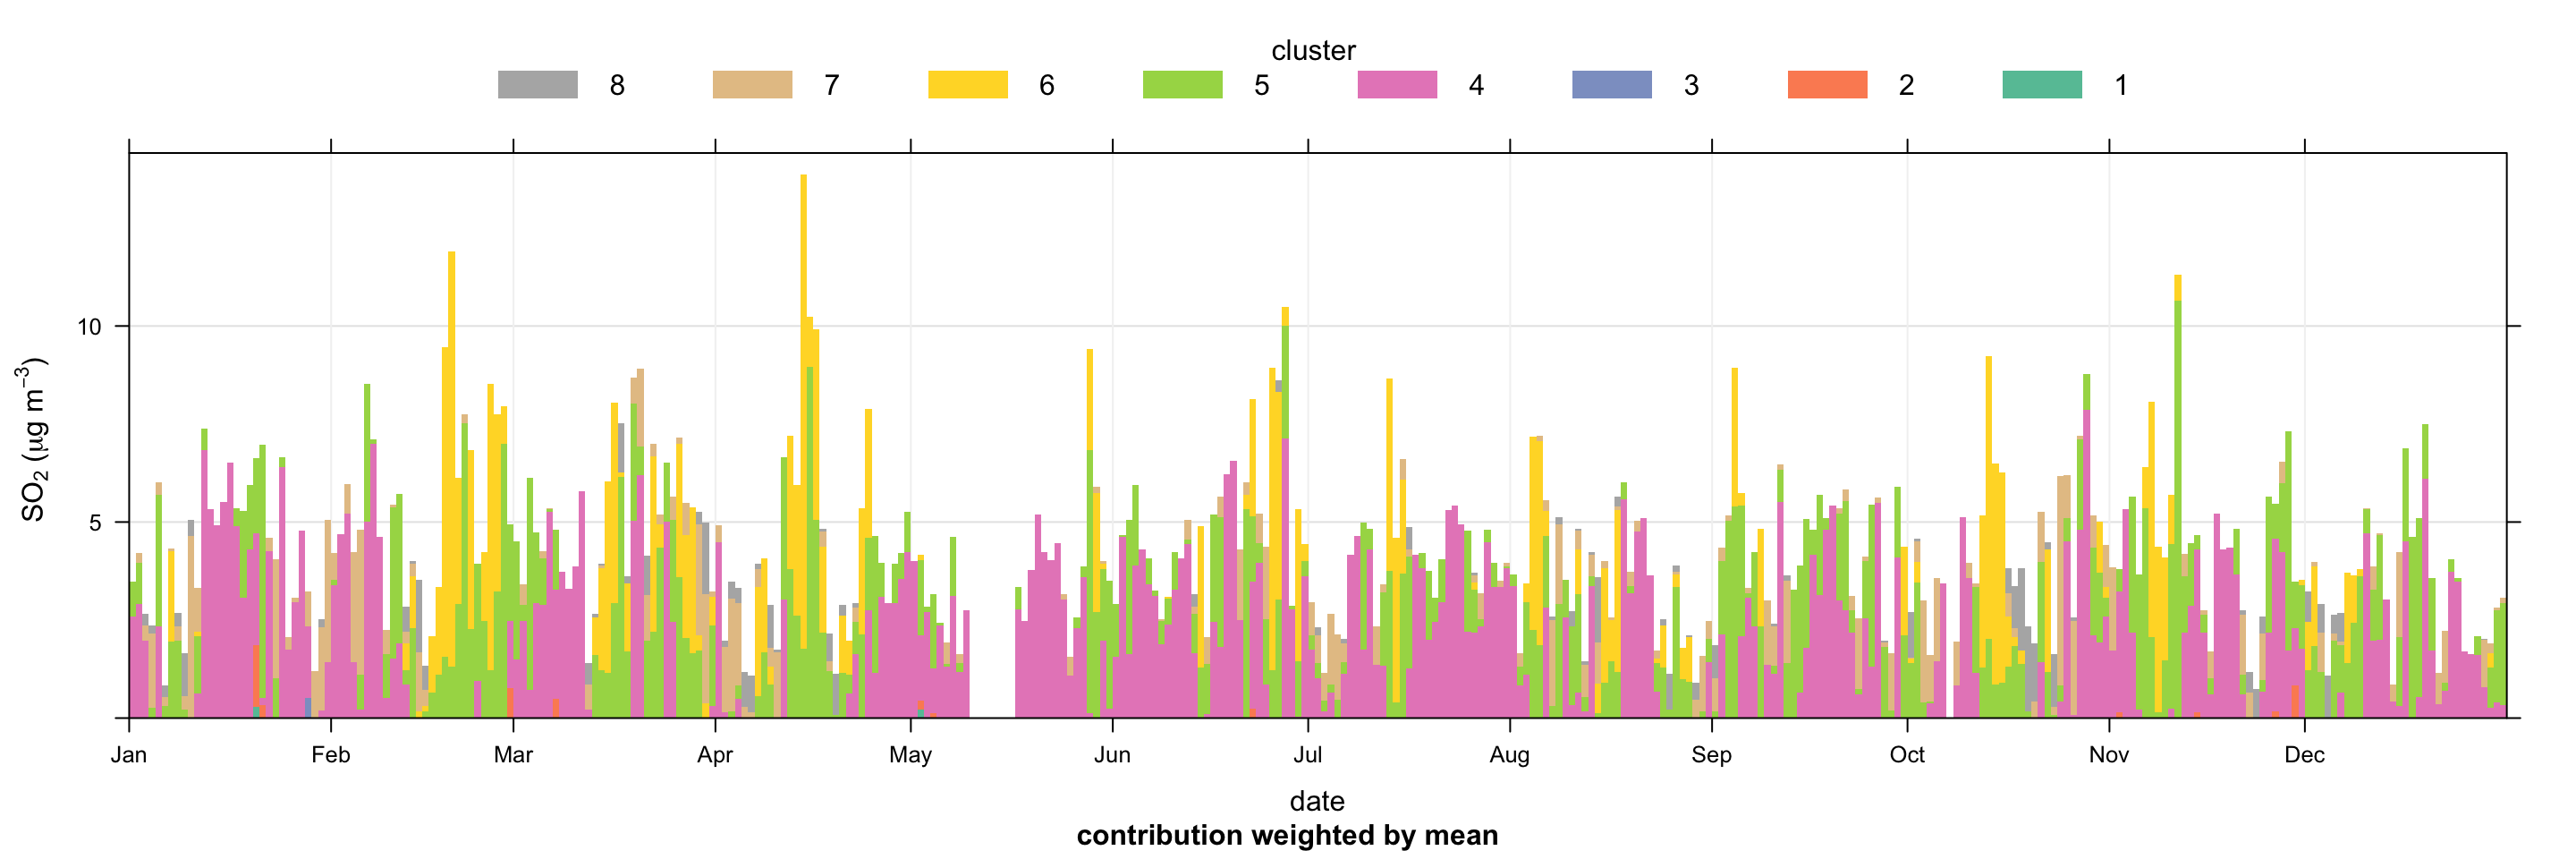 cluster
8 7 6 5 4 3 2 1
SO₂ (μg m⁻³)
10
5
Jan Feb Mar Apr May Jun Jul Aug Sep Oct Nov Dec
date
contribution weighted by mean